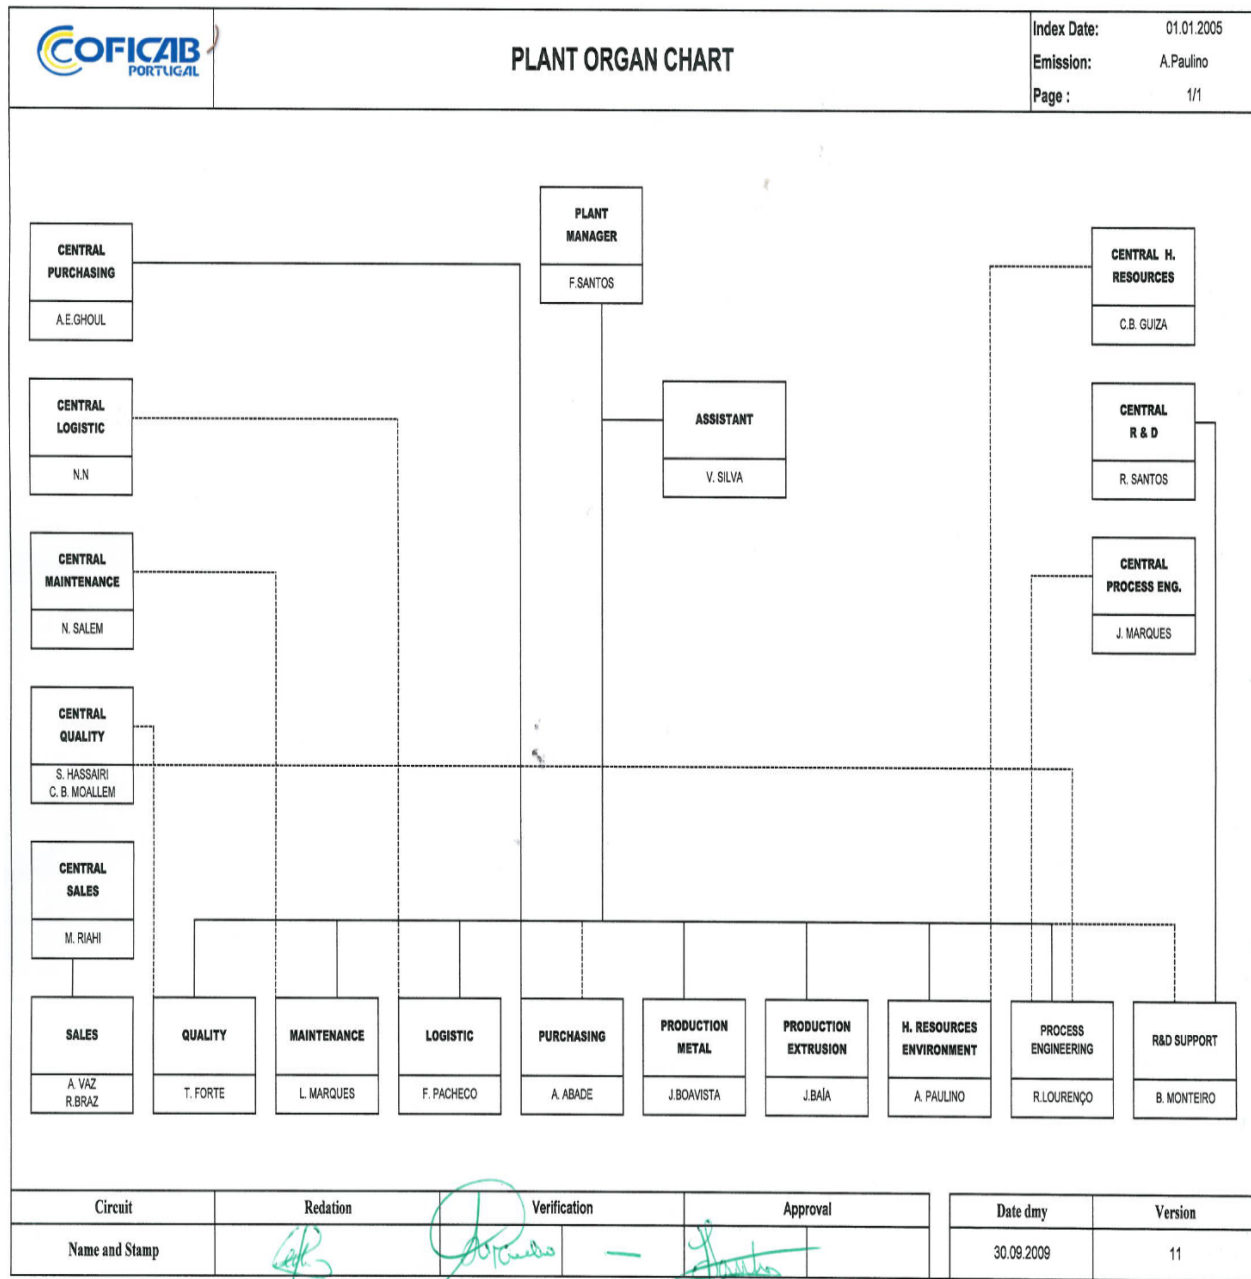 COFICAB
PORTUGAL
PLANT ORGAN CHART
Index Date: 01.01.2005
Emission: A.Paulino
Page : 1/1
PLANT
MANAGER
F.SANTOS
CENTRAL
PURCHASING
A.E.GHOUL
CENTRAL H.
RESOURCES
C.B. GUIZA
CENTRAL
LOGISTIC
N.N
ASSISTANT
V. SILVA
CENTRAL
R & D
R. SANTOS
CENTRAL
MAINTENANCE
N. SALEM
CENTRAL
PROCESS ENG.
J. MARQUES
CENTRAL
QUALITY
S. HASSAIRI
C. B. MOALLEM
CENTRAL
SALES
M. RIAHI
SALES
A. VAZ
R.BRAZ
QUALITY
T. FORTE
MAINTENANCE
L. MARQUES
LOGISTIC
F. PACHECO
PURCHASING
A. ABADE
PRODUCTION
METAL
J.BOAVISTA
PRODUCTION
EXTRUSION
J.BAÍA
H. RESOURCES
ENVIRONMENT
A. PAULINO
PROCESS
ENGINEERING
R.LOURENÇO
R&D SUPPORT
B. MONTEIRO
Circuit Redation Verification Approval
Name and Stamp
Date dmy Version
30.09.2009 11